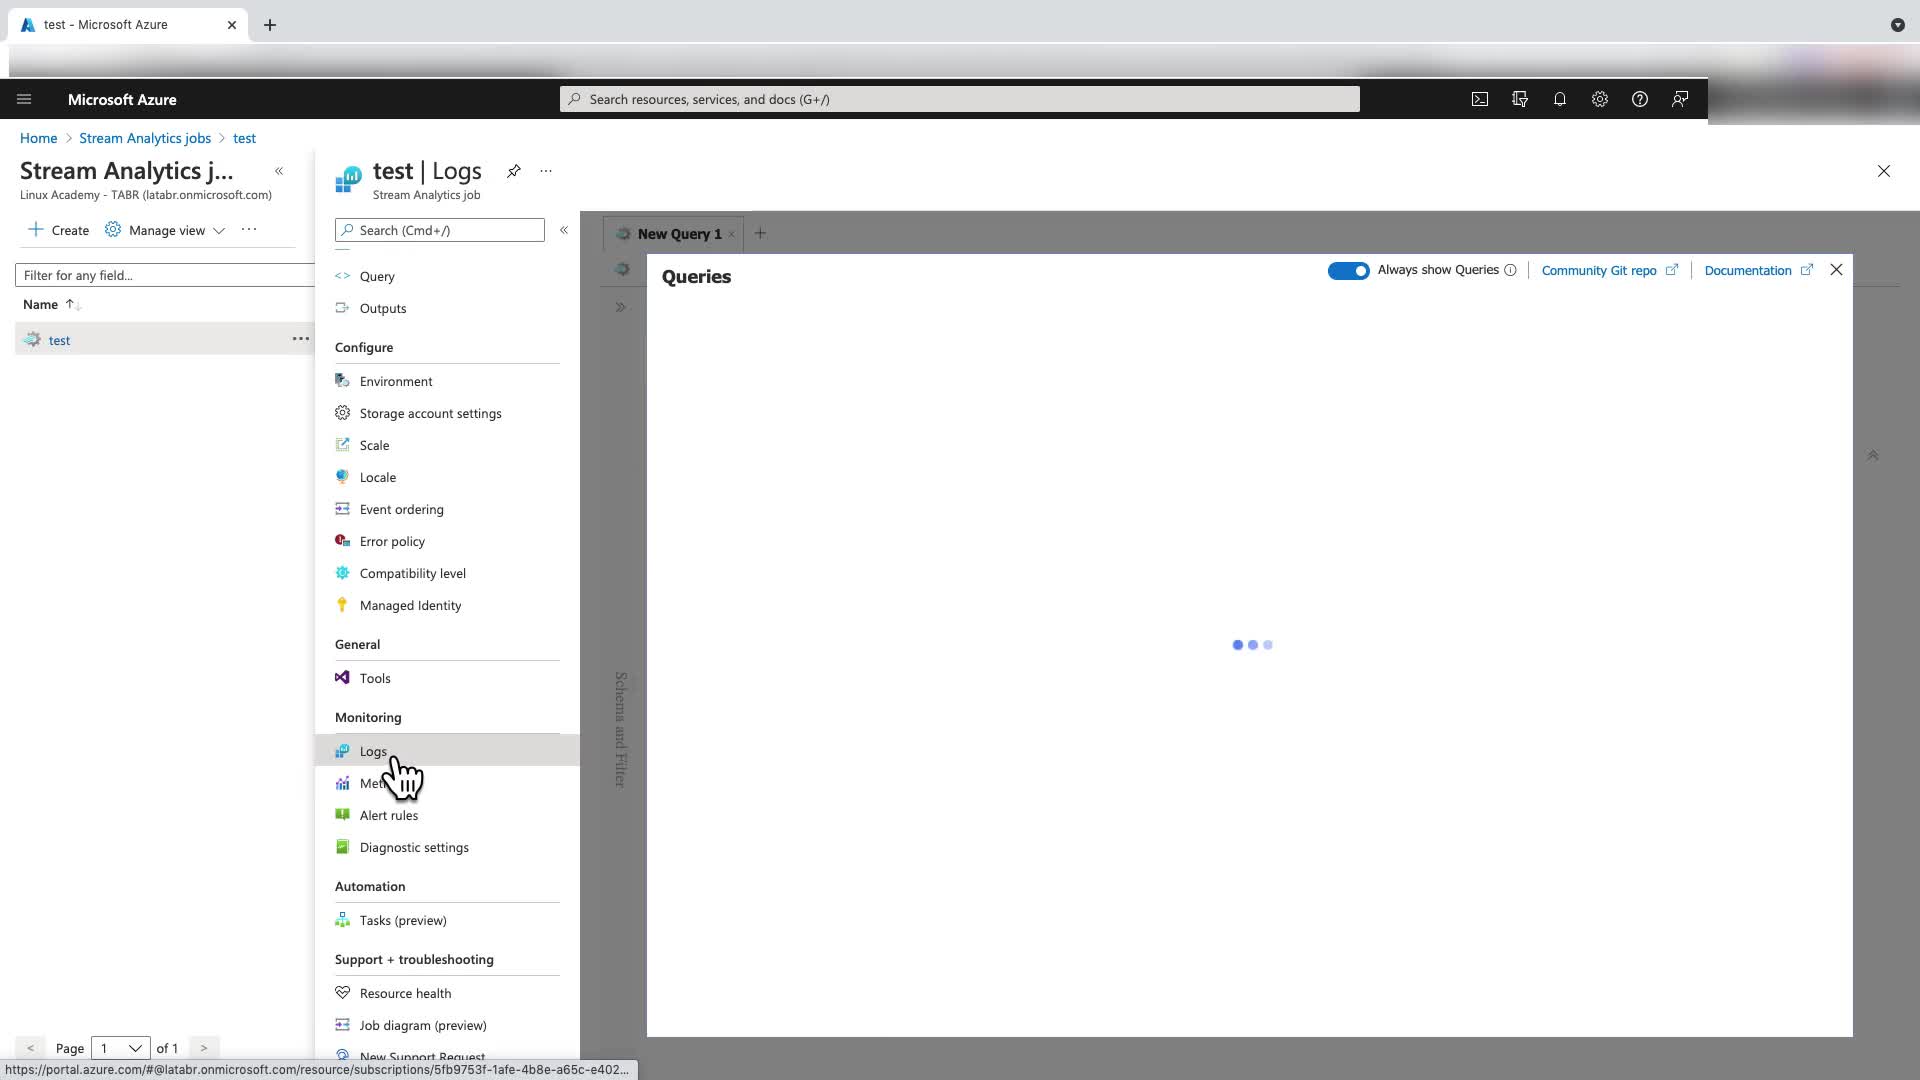 test - Microsoft Azure
Microsoft Azure
Search resources, services, and docs (G+/)
Home > Stream Analytics jobs > test
Stream Analytics j...
Linux Academy - TABR (latabr.onmicrosoft.com)
Create
Manage view
Filter for any field...
Name
test
Page 1 of 1
test | Logs
Stream Analytics job
Search (Cmd+/)
Query
Outputs
Configure
Environment
Storage account settings
Scale
Locale
Event ordering
Error policy
Compatibility level
Managed Identity
General
Tools
Monitoring
Logs
Met
Alert rules
Diagnostic settings
Automation
Tasks (preview)
Support + troubleshooting
Resource health
Job diagram (preview)
New Support Request
New Query 1
Schema and Filter
Queries
Always show Queries
Community Git repo
Documentation
https://portal.azure.com/#@latabr.onmicrosoft.com/resource/subscriptions/5fb9753f-1afe-4b8e-a65c-e402...